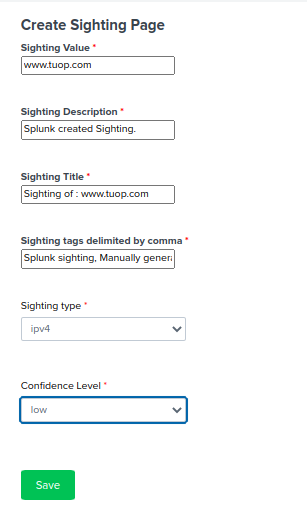 Create Sighting Page
Sighting Value *
www.tuop.com
Sighting Description *
Splunk created Sighting.
Sighting Title *
Sighting of : www.tuop.com
Sighting tags delimited by comma *
Splunk sighting, Manually genera
Sighting type *
ipv4
Confidence Level *
low
Save